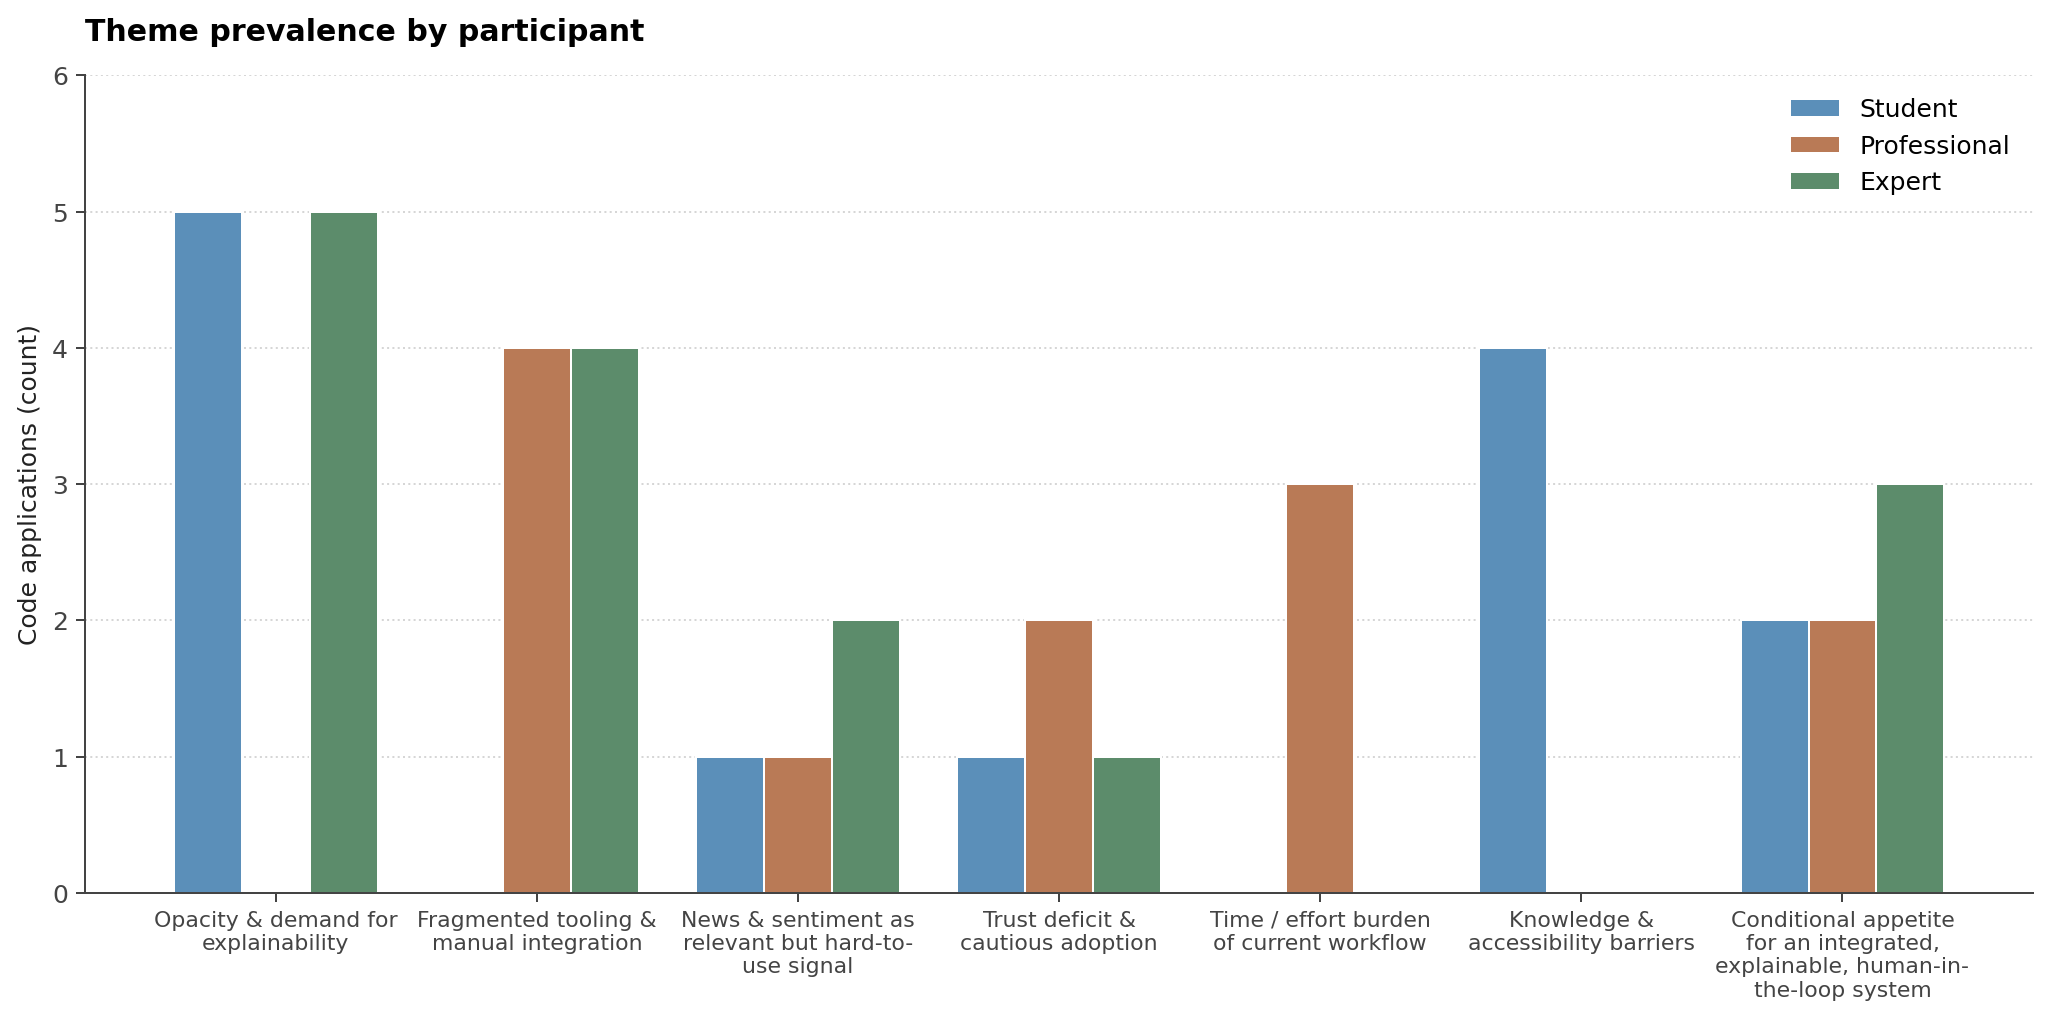 Theme prevalence by participant
6
5
4
3
2
1
0
Code applications (count)
Student
Professional
Expert
Opacity & demand for
explainability
Fragmented tooling &
manual integration
News & sentiment as
relevant but hard-to-
use signal
Trust deficit &
cautious adoption
Time / effort burden
of current workflow
Knowledge &
accessibility barriers
Conditional appetite
for an integrated,
explainable, human-in-
the-loop system